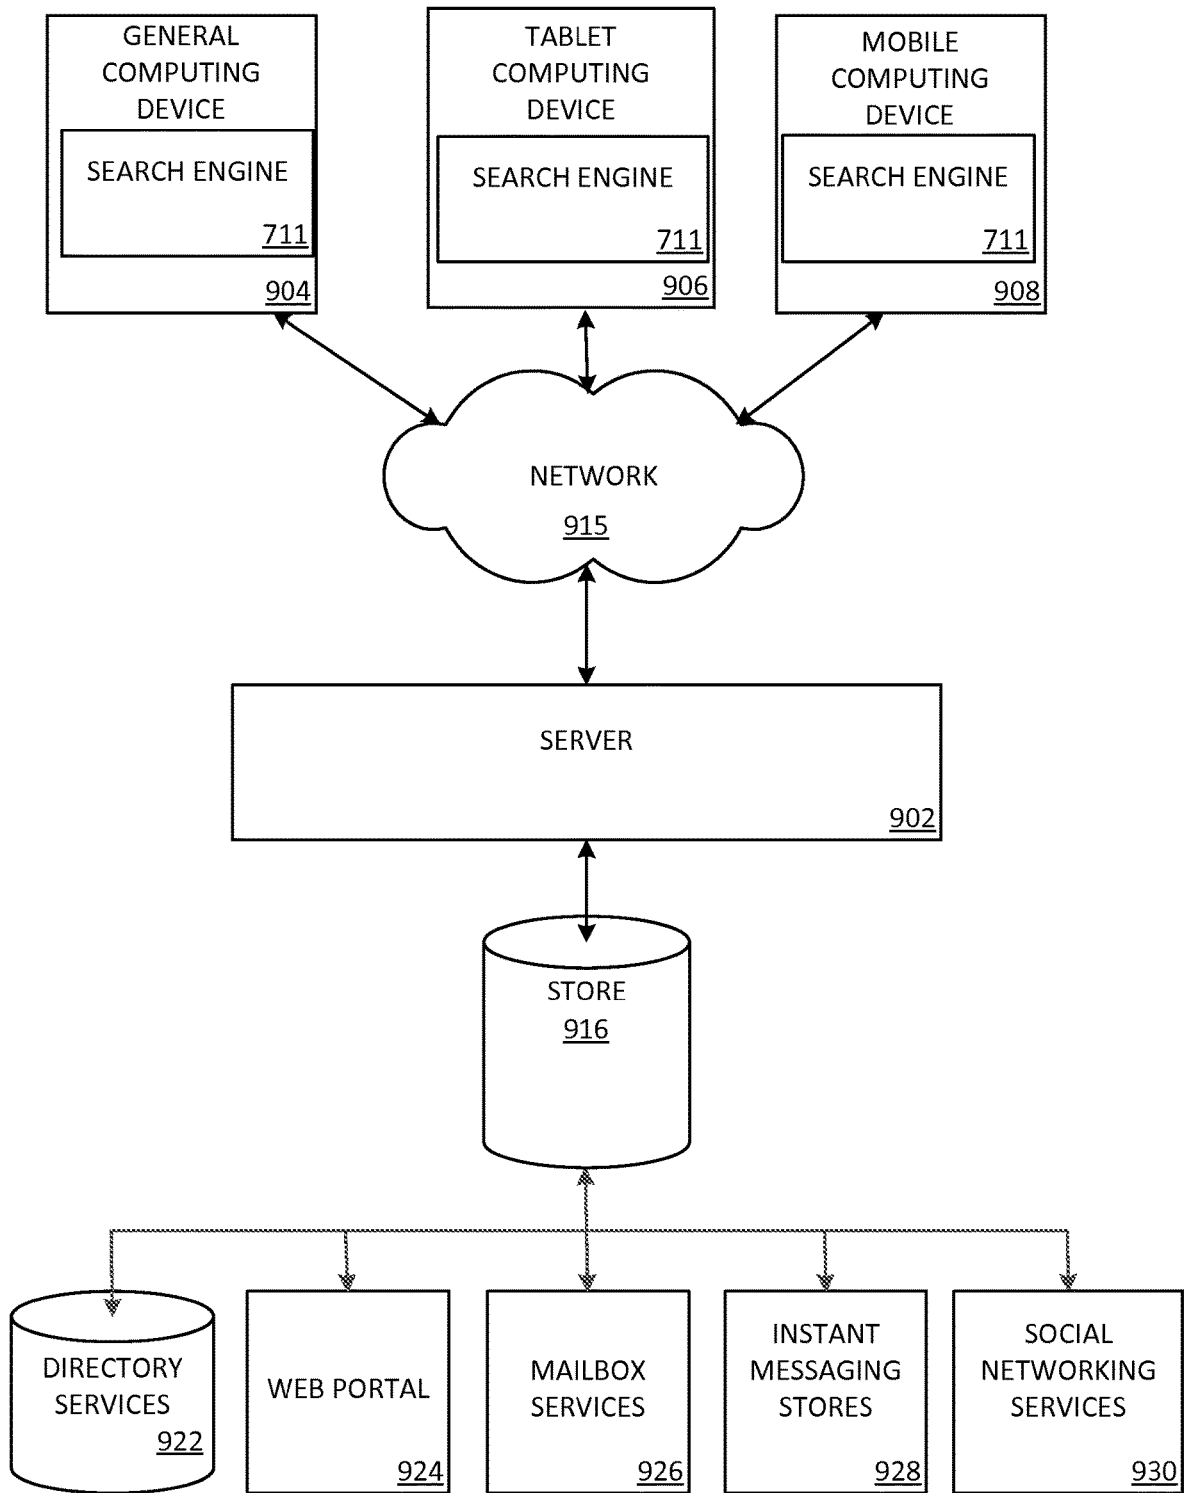 GENERAL
COMPUTING
DEVICE
SEARCH ENGINE
711
904
TABLET
COMPUTING
DEVICE
SEARCH ENGINE
711
906
MOBILE
COMPUTING
DEVICE
SEARCH ENGINE
711
908
NETWORK
915
SERVER
902
STORE
916
DIRECTORY
SERVICES
922
WEB PORTAL
924
MAILBOX
SERVICES
926
INSTANT
MESSAGING
STORES
928
SOCIAL
NETWORKING
SERVICES
930